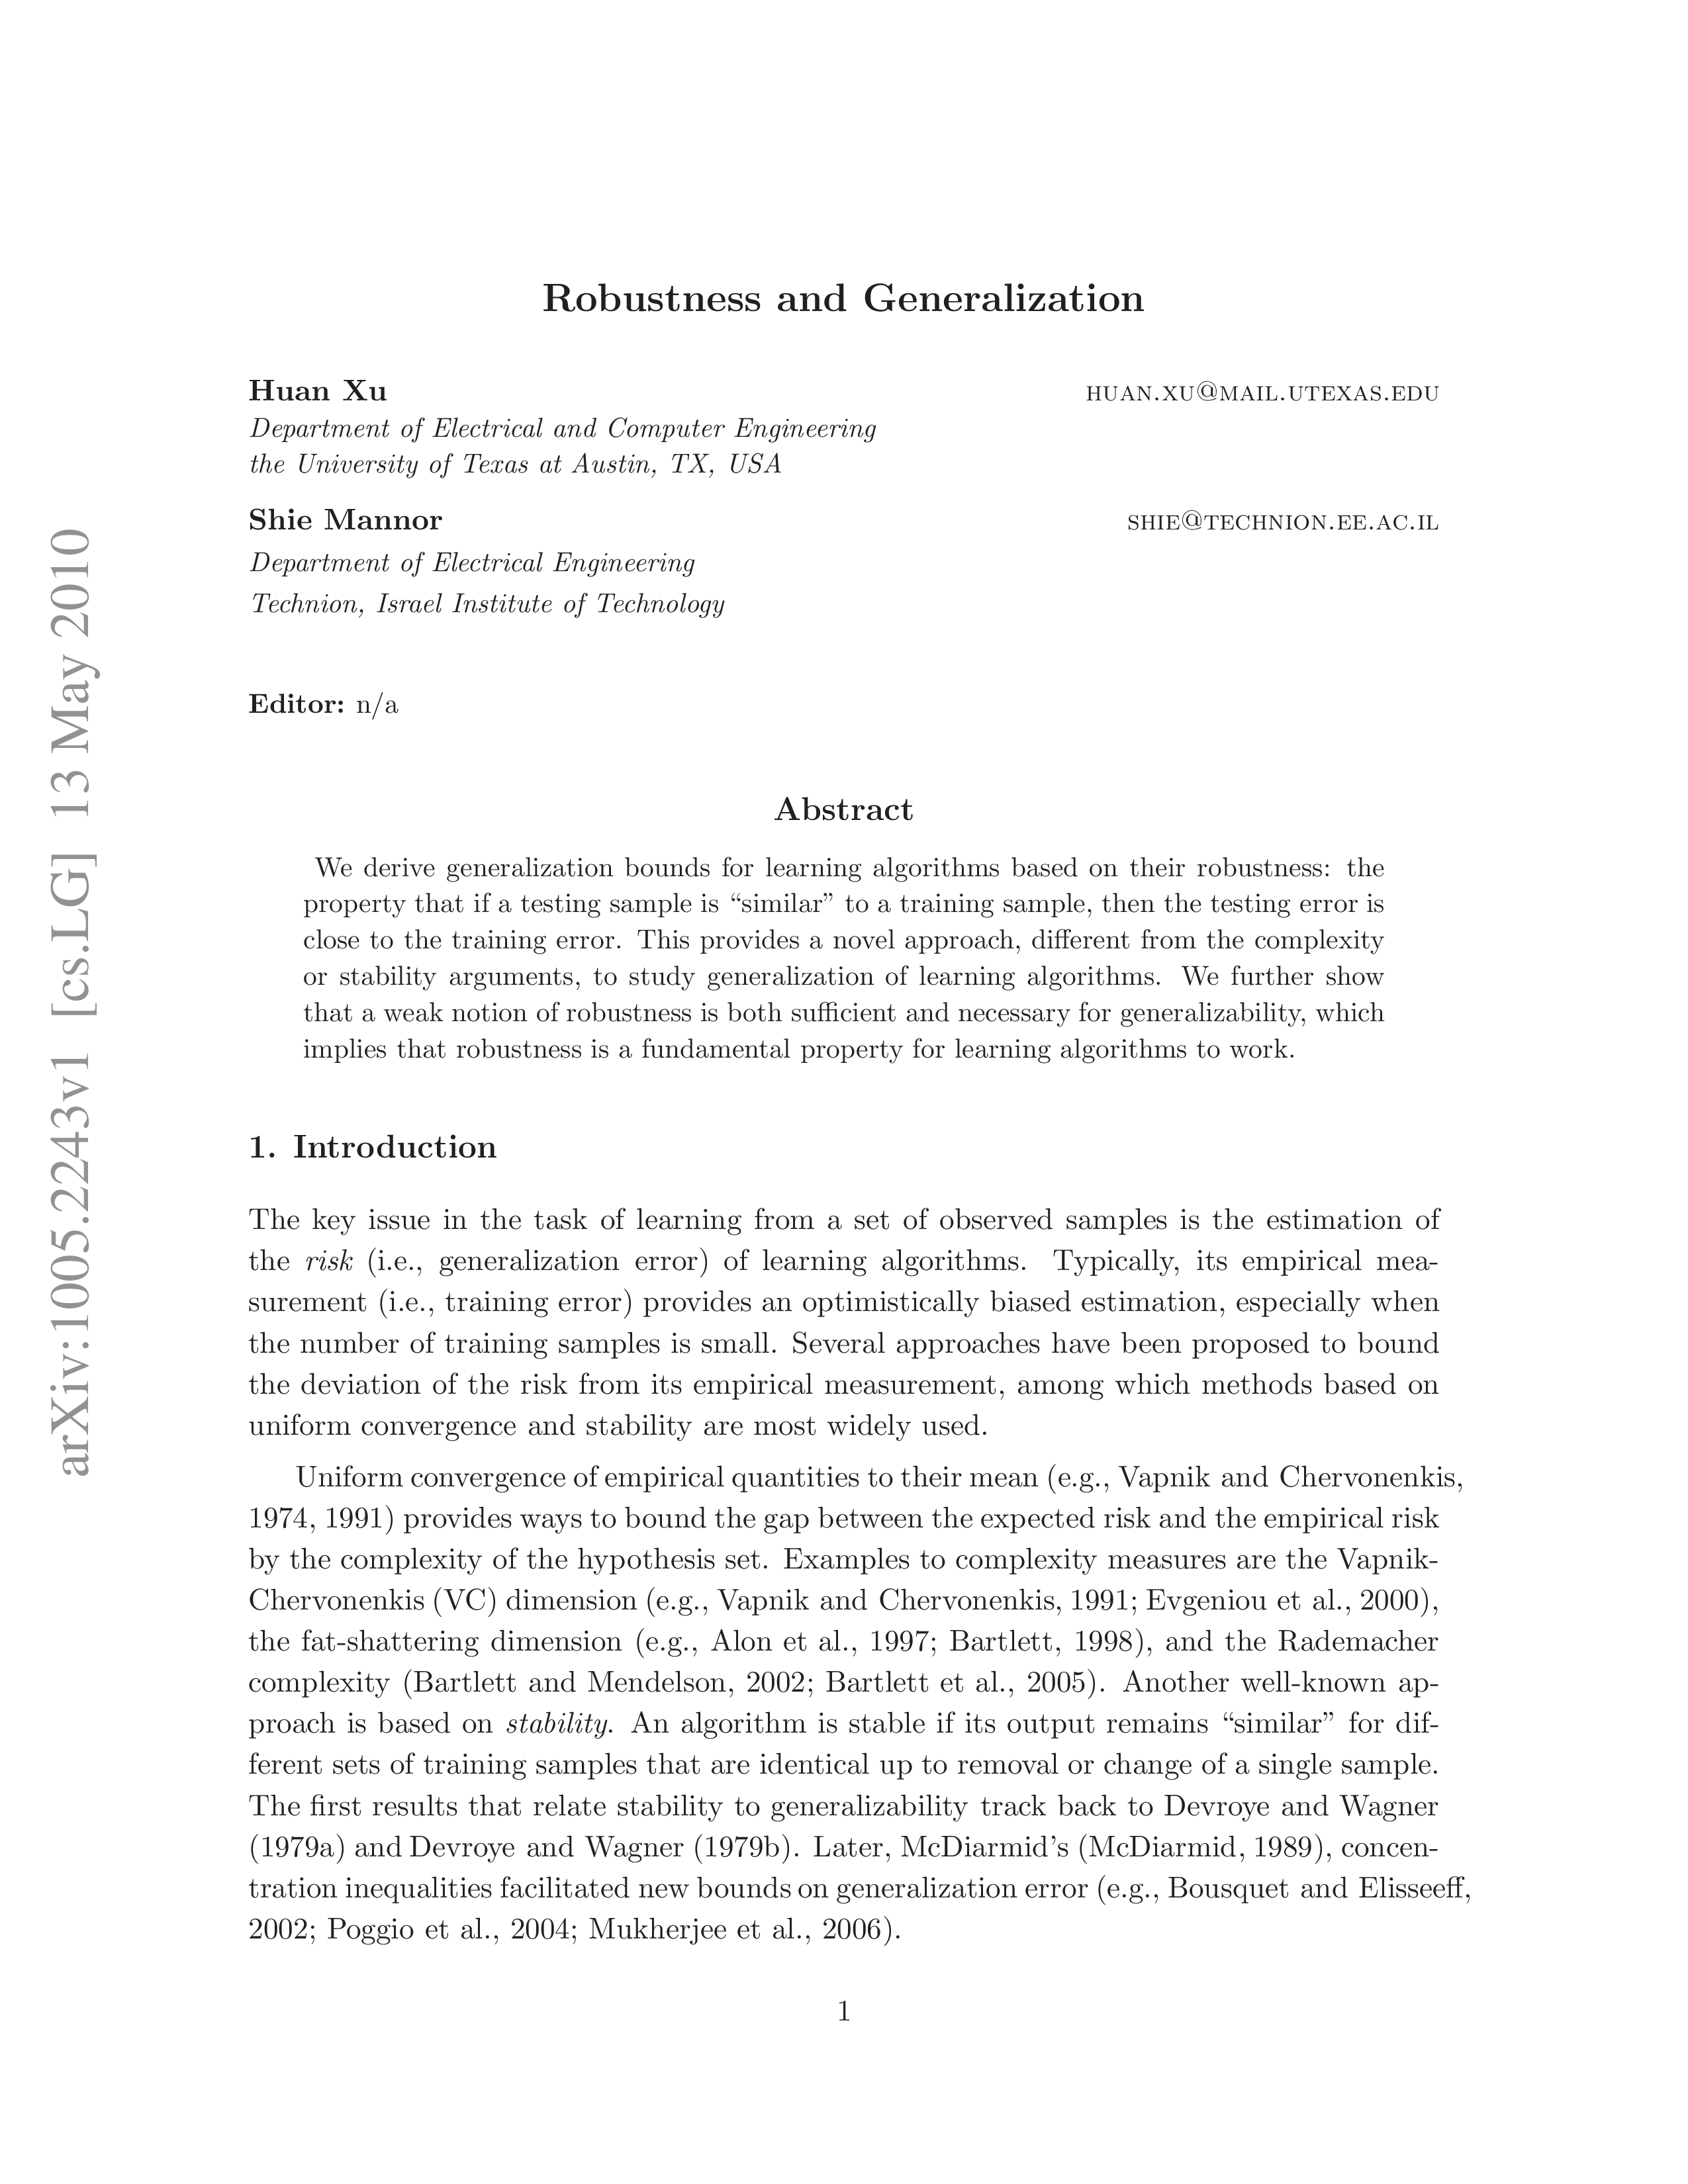 Robustness and Generalization
Huan Xu huan.xu@mail.utexas.edu
Department of Electrical and Computer Engineering
the University of Texas at Austin, TX, USA
Shie Mannor shie@technion.ee.ac.il
Department of Electrical Engineering
Technion, Israel Institute of Technology
Editor: n/a
Abstract
We derive generalization bounds for learning algorithms based on their robustness: the
property that if a testing sample is “similar” to a training sample, then the testing error is
close to the training error. This provides a novel approach, different from the complexity
or stability arguments, to study generalization of learning algorithms. We further show
that a weak notion of robustness is both sufficient and necessary for generalizability, which
implies that robustness is a fundamental property for learning algorithms to work.
1. Introduction
The key issue in the task of learning from a set of observed samples is the estimation of
the risk (i.e., generalization error) of learning algorithms. Typically, its empirical mea-
surement (i.e., training error) provides an optimistically biased estimation, especially when
the number of training samples is small. Several approaches have been proposed to bound
the deviation of the risk from its empirical measurement, among which methods based on
uniform convergence and stability are most widely used.
Uniform convergence of empirical quantities to their mean (e.g., Vapnik and Chervonenkis,
1974, 1991) provides ways to bound the gap between the expected risk and the empirical risk
by the complexity of the hypothesis set. Examples to complexity measures are the Vapnik-
Chervonenkis (VC) dimension (e.g., Vapnik and Chervonenkis, 1991; Evgeniou et al., 2000),
the fat-shattering dimension (e.g., Alon et al., 1997; Bartlett, 1998), and the Rademacher
complexity (Bartlett and Mendelson, 2002; Bartlett et al., 2005). Another well-known ap-
proach is based on stability. An algorithm is stable if its output remains “similar” for dif-
ferent sets of training samples that are identical up to removal or change of a single sample.
The first results that relate stability to generalizability track back to Devroye and Wagner
(1979a) and Devroye and Wagner (1979b). Later, McDiarmid’s (McDiarmid, 1989), concen-
tration inequalities facilitated new bounds on generalization error (e.g., Bousquet and Elisseeff,
2002; Poggio et al., 2004; Mukherjee et al., 2006).
1
arXiv:1005.2243v1 [cs.LG] 13 May 2010